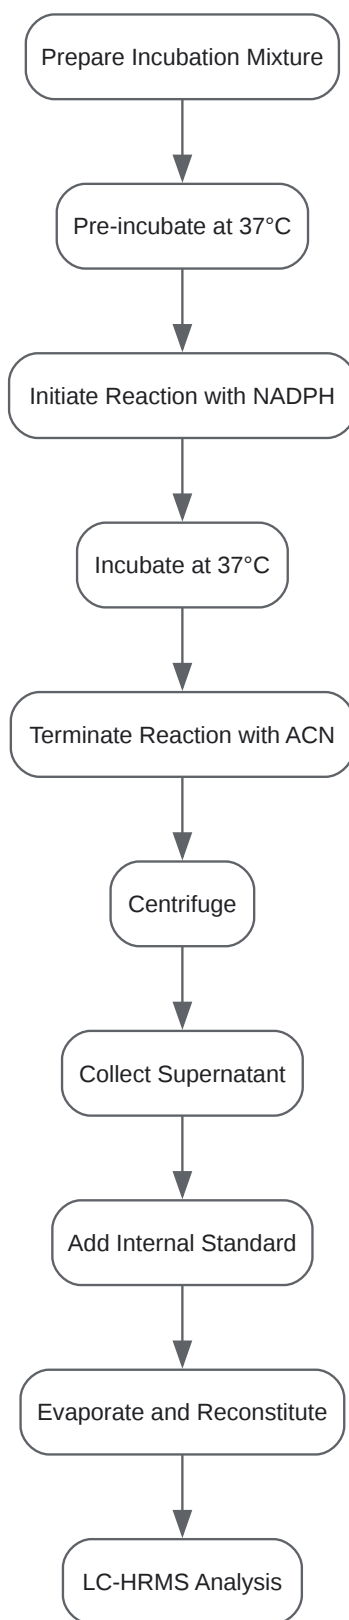 Prepare Incubation Mixture
Pre-incubate at 37°C
Initiate Reaction with NADPH
Incubate at 37°C
Terminate Reaction with ACN
Centrifuge
Collect Supernatant
Add Internal Standard
Evaporate and Reconstitute
LC-HRMS Analysis